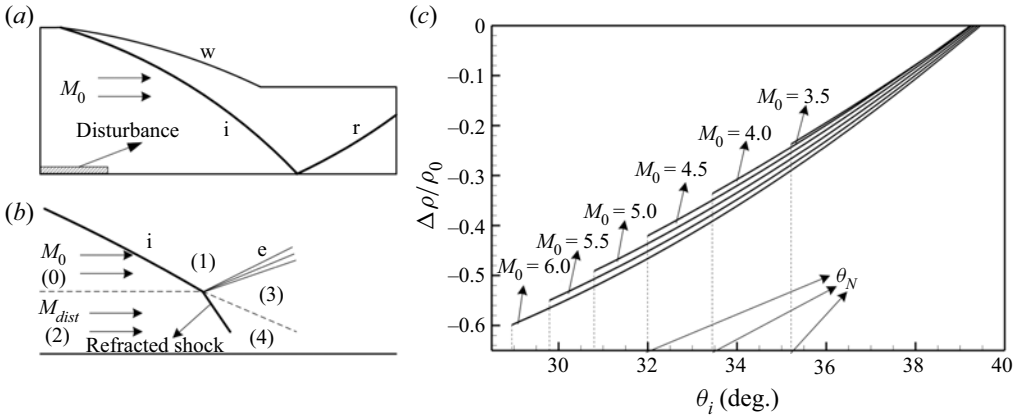 (a)
w
M0
i
r
Disturbance
(b)
i
e
M0
(1)
(0)
(3)
Mdist
(2)
(4)
Refracted shock
(c)
0
−0.1
−0.2
−0.3
−0.4
−0.5
−0.6
Δρ/ρ0
M0 = 3.5
M0 = 4.0
M0 = 4.5
M0 = 5.0
M0 = 5.5
M0 = 6.0
θN
30
32
34
36
38
40
θi (deg.)